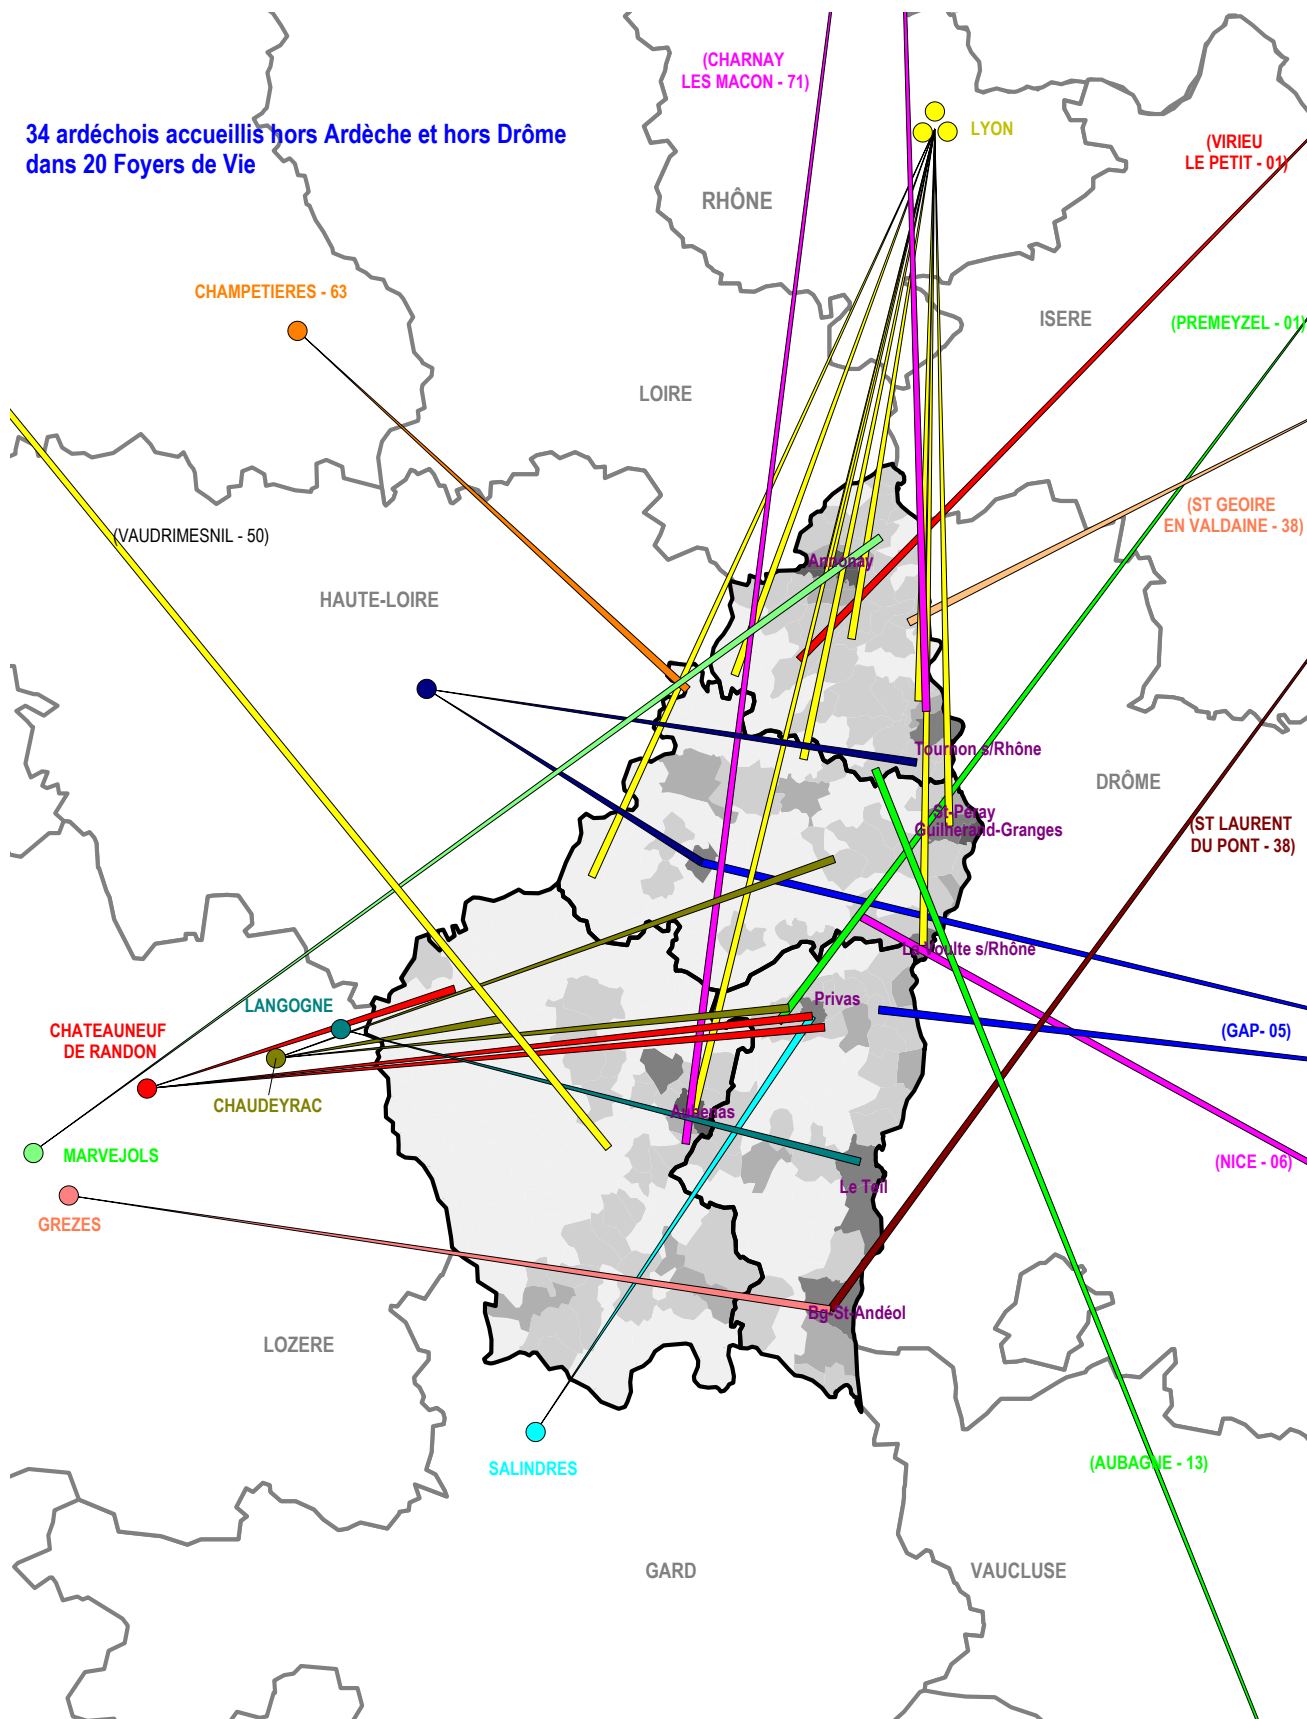 (CHARNAY
LES MACON - 71)
34 ardéchois accueillis hors Ardèche et hors Drôme
dans 20 Foyers de Vie
LYON
(VIRIEU
LE PETIT - 01)
RHÔNE
CHAMPETIERES - 63
ISERE
(PREMEYZEL - 01)
LOIRE
(ST GEOIRE
EN VALDAINE - 38)
(VAUDRIMESNIL - 50)
Annonay
HAUTE-LOIRE
Tournon s/Rhône
DRÔME
St-Péray
Guilherand-Granges
(ST LAURENT
DU PONT - 38)
La Voulte s/Rhône
Privas
LANGOGNE
CHATEAUNEUF
DE RANDON
(GAP- 05)
CHAUDEYRAC
Aubenas
MARVEJOLS
(NICE - 06)
Le Teil
GREZES
Bg-St-Andéol
LOZERE
SALINDRES
(AUBAGNE - 13)
GARD
VAUCLUSE